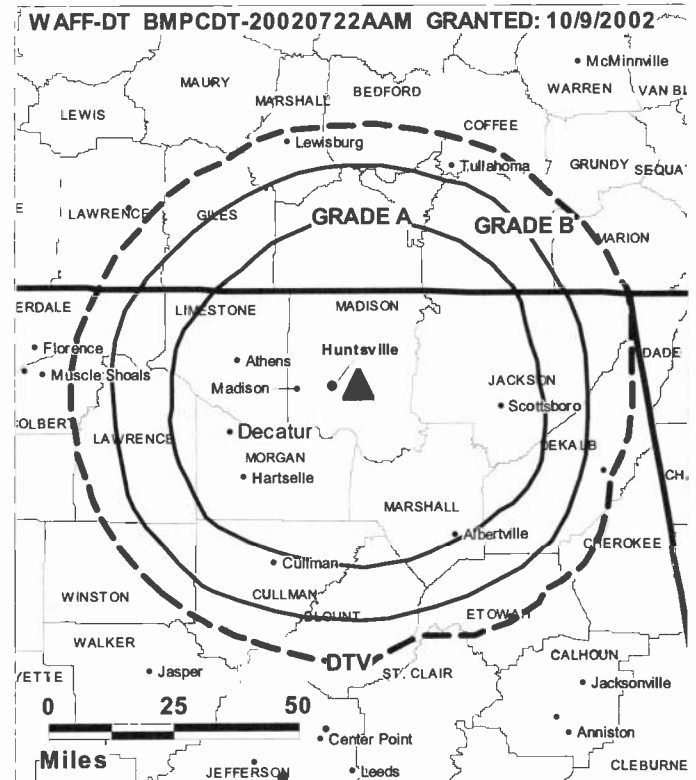 WAFF-DT BMPCDT-20020722AAM GRANTED: 10/9/2002
McMinnville
MAURY
WARREN VAN BU
MARSHALL BEDFORD
LEWIS
COFFEE
Lewisburg
Tullahoma
GRUNDY
SEQUAT
LAWRENCE
GILES
GRADE A
GRADE B
MARION
ERDALE
LIMESTONE
MADISON
Florence
Athens
Huntsville
DADE
Muscle Shoals
Madison
JACKSON
Scottsboro
COLBERT
LAWRENCE
Decatur
DEKALB
MORGAN
Hartselle
CHA
MARSHALL
Albertville
CHEROKEE
Cullman
WINSTON
CULLMAN
BLOUNT
ETOWAH
WALKER
CALHOUN
DTV
YETTE
Jasper
ST. CLAIR
Jacksonville
0 25 50
Miles
Center Point
Anniston
JEFFERSON
Leeds
CLEBURNE